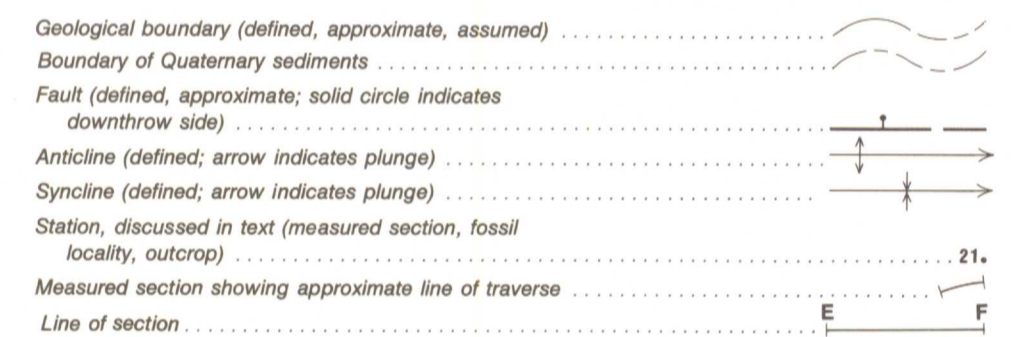 Geological boundary (defined, approximate, assumed)
Boundary of Quaternary sediments
Fault (defined, approximate; solid circle indicates
downthrow side)
Anticline (defined; arrow indicates plunge)
Syncline (defined; arrow indicates plunge)
Station, discussed in text (measured section, fossil
locality, outcrop) 21.
Measured section showing approximate line of traverse
Line of section E F